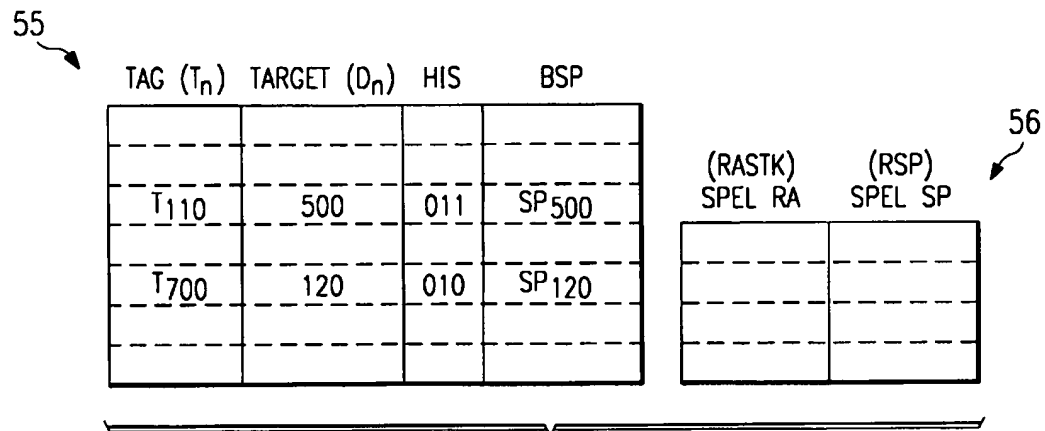 55
TAG (Tn) TARGET (Dn) HIS BSP
56
(RASTK) (RSP)
SPEL RA SPEL SP
T110 500 011 SP500
T700 120 010 SP120